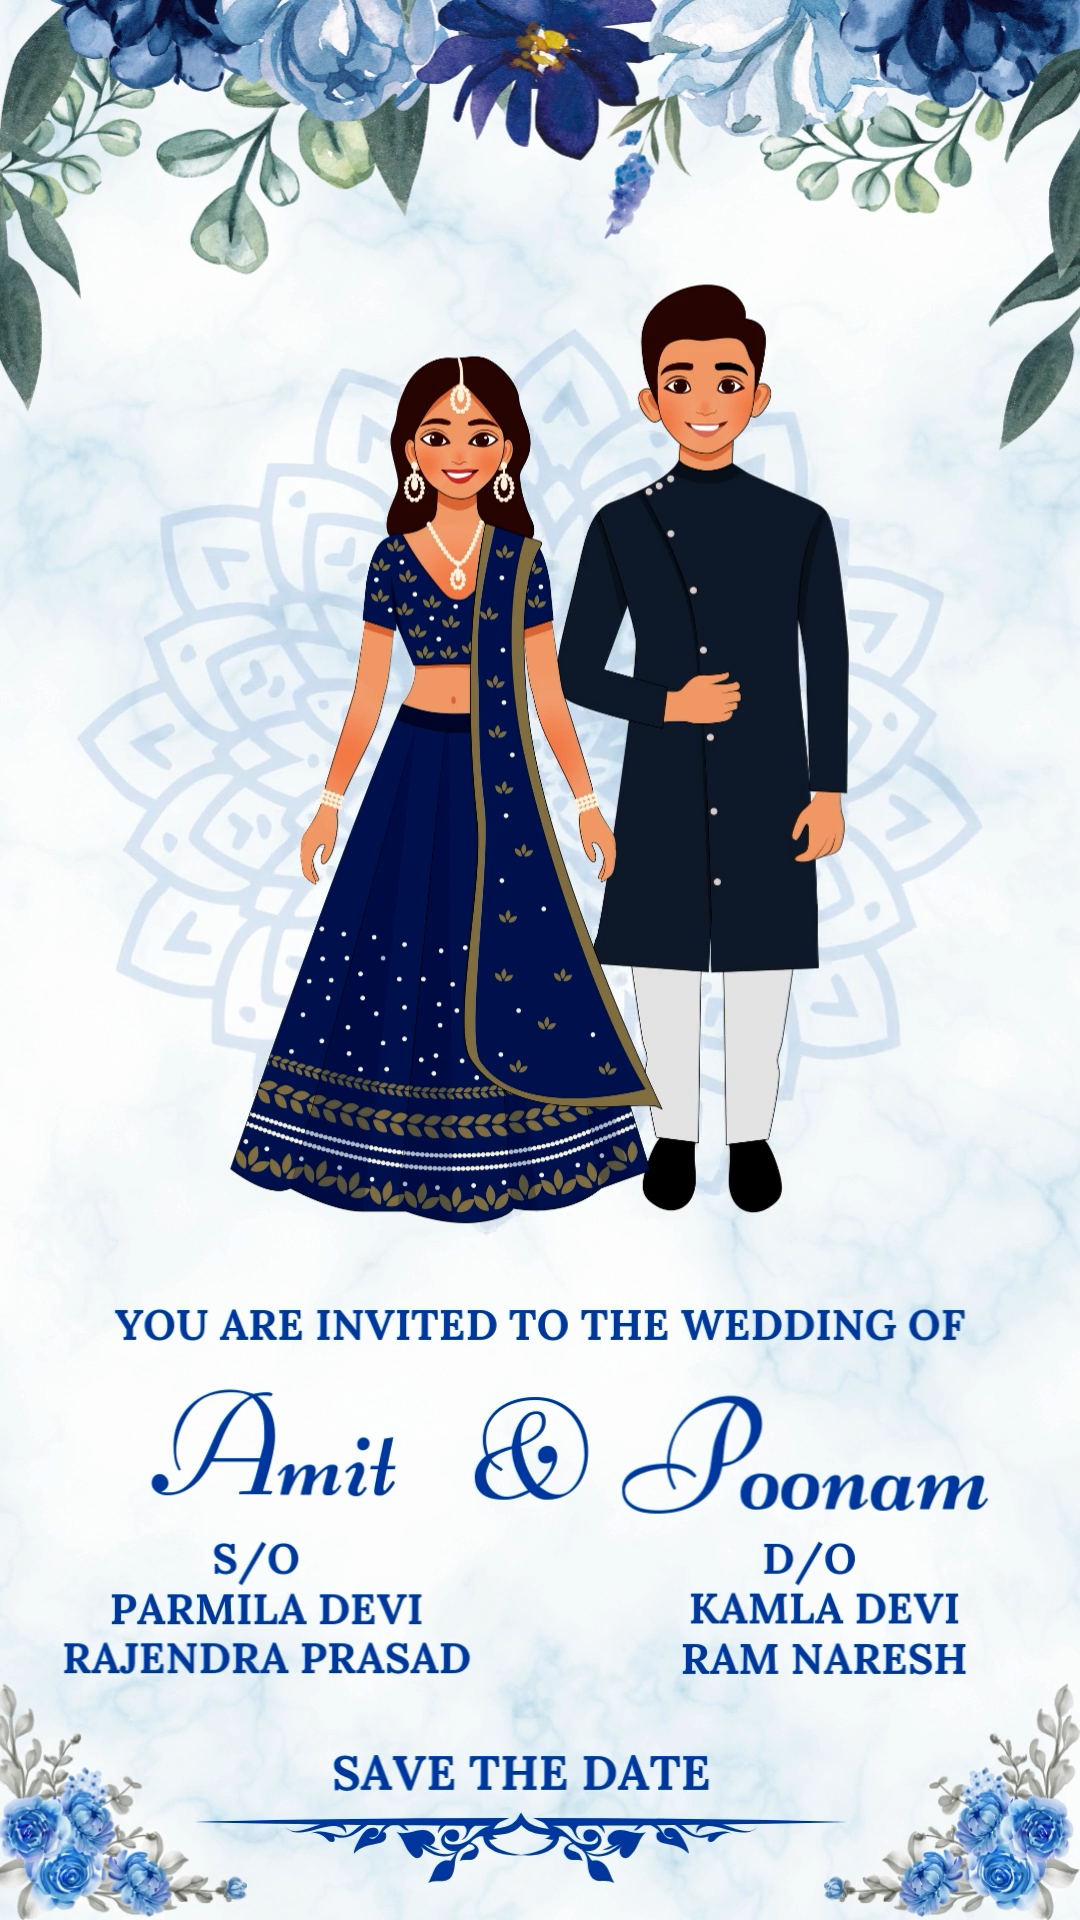 YOU ARE INVITED TO THE WEDDING OF
Amit & Poonam
S/O
PARMILA DEVI
RAJENDRA PRASAD
D/O
KAMLA DEVI
RAM NARESH
SAVE THE DATE